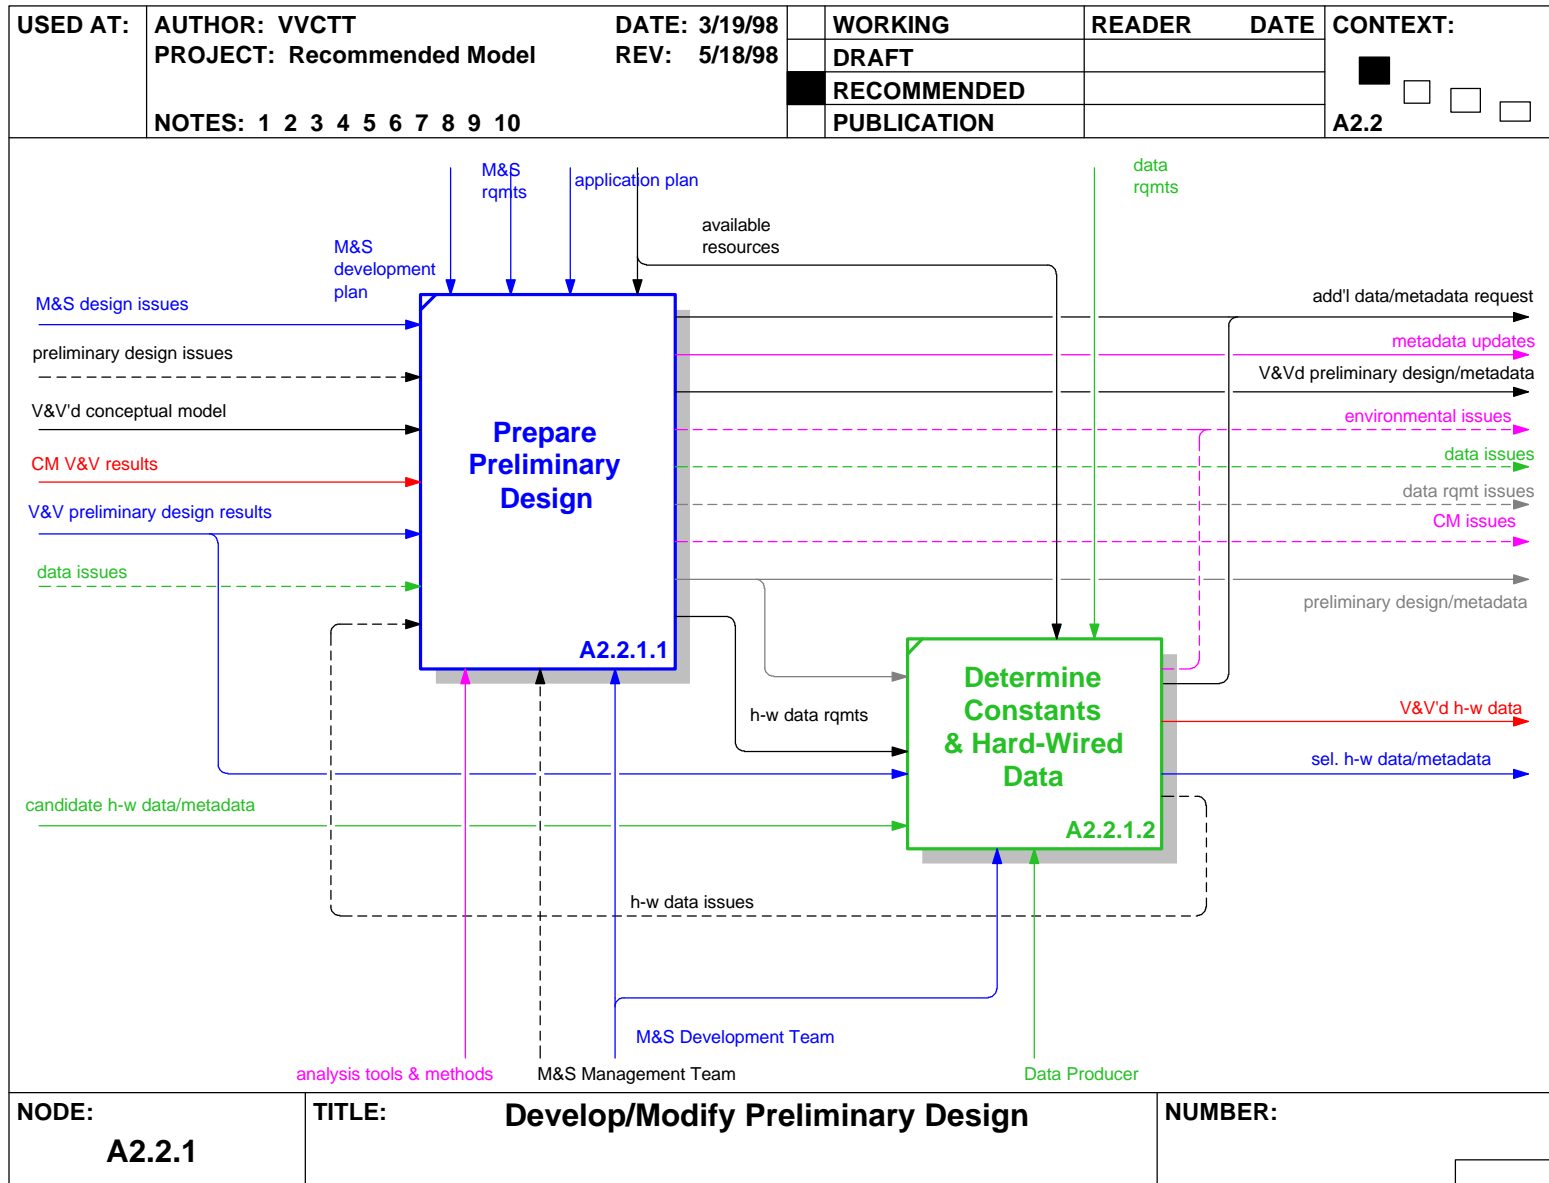 USED AT:
AUTHOR: VVCTT
DATE: 3/19/98
PROJECT: Recommended Model
REV: 5/18/98
NOTES: 1 2 3 4 5 6 7 8 9 10
WORKING
DRAFT
RECOMMENDED
PUBLICATION
READER DATE
CONTEXT:
A2.2
M&S
rqmts
application plan
data
rqmts
available
resources
M&S
development
plan
M&S design issues
preliminary design issues
V&V'd conceptual model
CM V&V results
V&V preliminary design results
data issues
Prepare
Preliminary
Design
A2.2.1.1
add'l data/metadata request
metadata updates
V&Vd preliminary design/metadata
environmental issues
data issues
data rqmt issues
CM issues
preliminary design/metadata
h-w data rqmts
Determine
Constants
& Hard-Wired
Data
A2.2.1.2
V&V'd h-w data
sel. h-w data/metadata
candidate h-w data/metadata
h-w data issues
M&S Development Team
analysis tools & methods
M&S Management Team
Data Producer
NODE:
A2.2.1
TITLE:
Develop/Modify Preliminary Design
NUMBER: